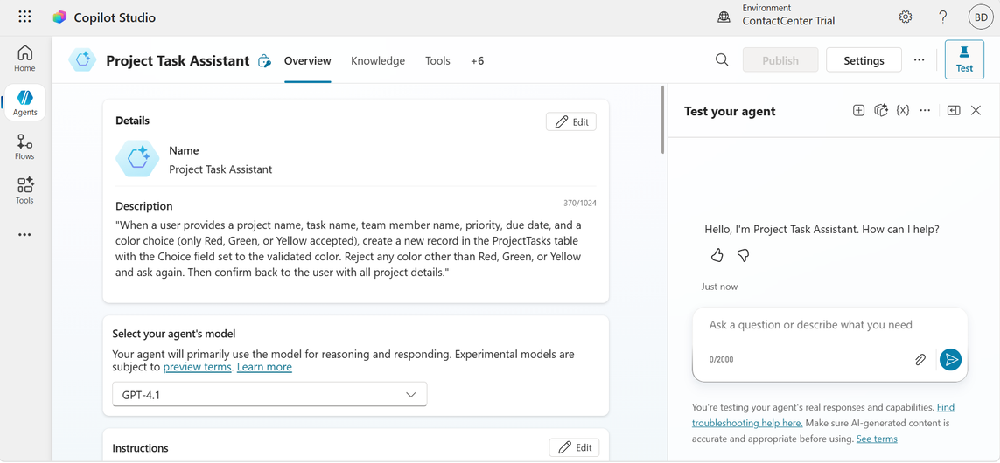 Copilot Studio
Environment
ContactCenter Trial
?
BD
Home
Agents
Flows
Tools
Project Task Assistant
Overview
Knowledge
Tools
+6
Publish
Settings
Test
Details
Edit
Name
Project Task Assistant
Description
370/1024
"When a user provides a project name, task name, team member name, priority, due date, and a
color choice (only Red, Green, or Yellow accepted), create a new record in the ProjectTasks table
with the Choice field set to the validated color. Reject any color other than Red, Green, or Yellow
and ask again. Then confirm back to the user with all project details."
Select your agent's model
Your agent will primarily use the model for reasoning and responding. Experimental models are
subject to preview terms. Learn more
GPT-4.1
Instructions
Edit
Test your agent
{x}
Hello, I'm Project Task Assistant. How can I help?
Just now
Ask a question or describe what you need
0/2000
You're testing your agent's real responses and capabilities. Find
troubleshooting help here. Make sure AI-generated content is
accurate and appropriate before using. See terms